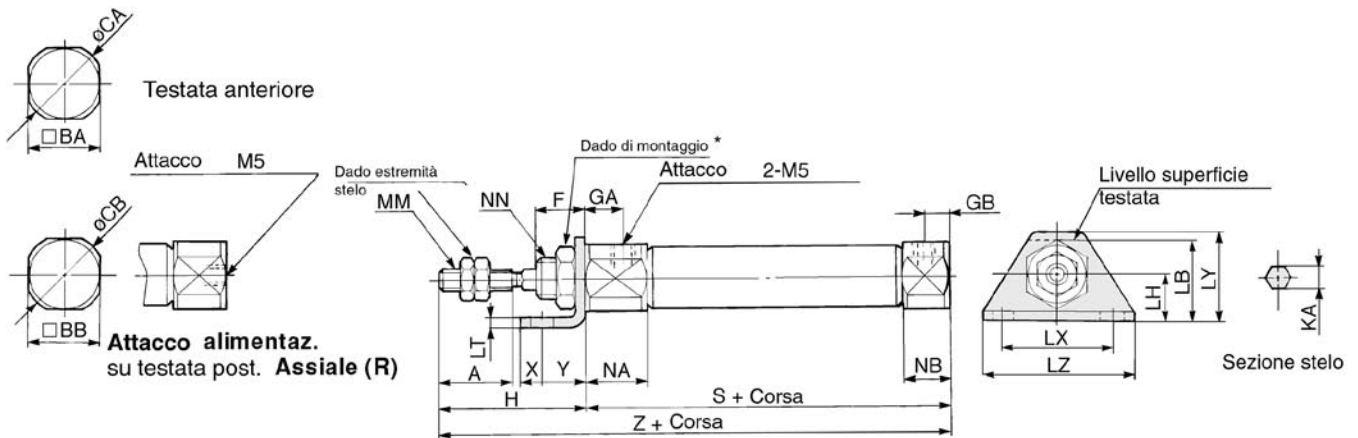 øCA
Testata anteriore
□BA
Attacco M5
øCB
□BB
Attacco alimentaz.
su testata post. Assiale (R)
Dado estremità
stelo
Dado di montaggio *
Attacco 2-M5
MM
NN
F
GA
GB
LT
A
X
Y
NA
NB
H
S + Corsa
Z + Corsa
Livello superficie
testata
LH
LB
LY
LX
LZ
KA
Sezione stelo